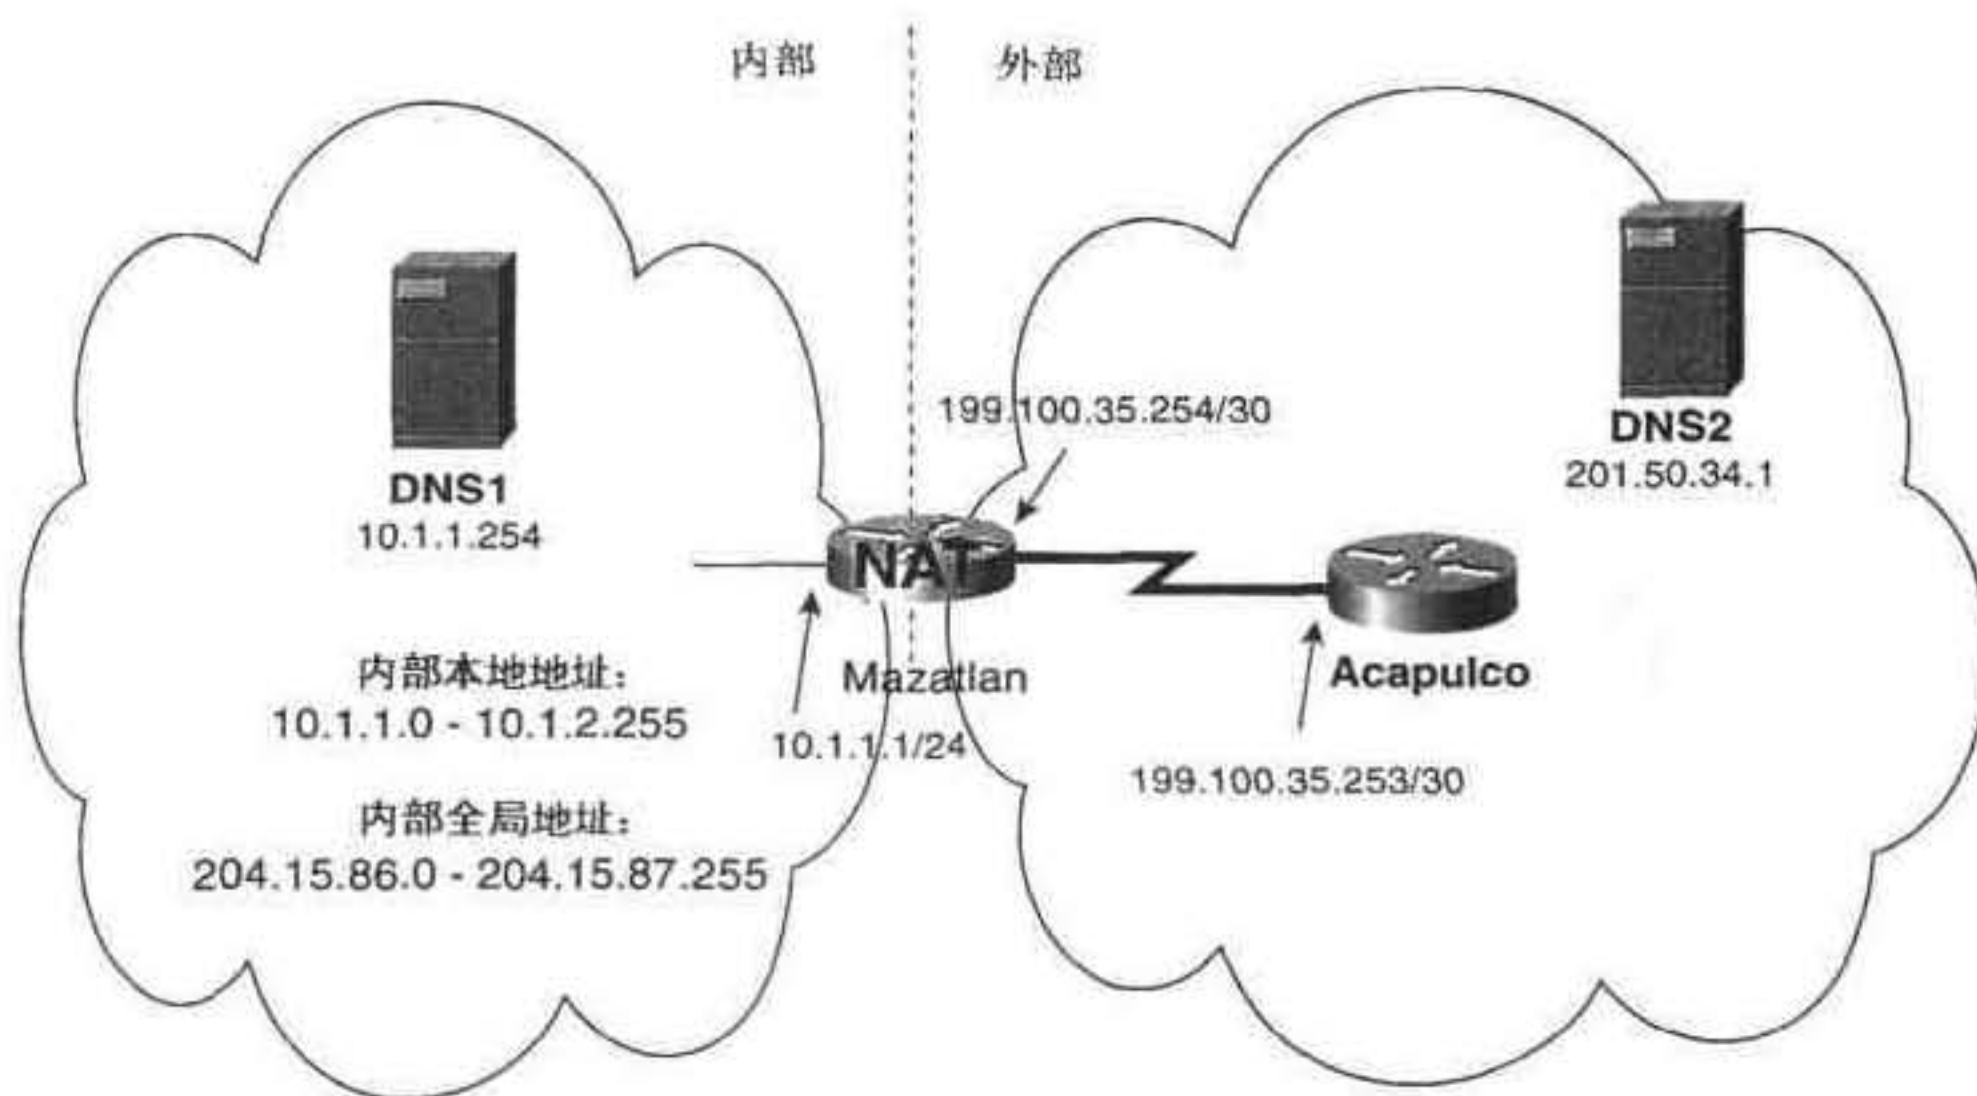 内部
外部
199.100.35.254/30
DNS2
201.50.34.1
DNS1
10.1.1.254
NAT
内部本地地址：
10.1.1.0 - 10.1.2.255
Mazatlan
Acapulco
10.1.1.1/24
199.100.35.253/30
内部全局地址：
204.15.86.0 - 204.15.87.255